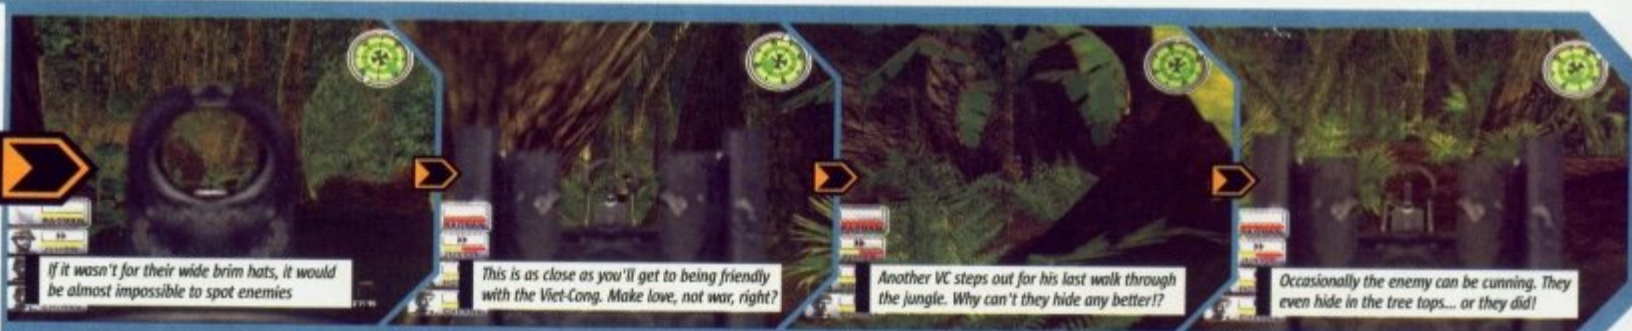 If it wasn't for their wide brim hats, it would
be almost impossible to spot enemies
This is as close as you'll get to being friendly
with the Viet-Cong. Make love, not war, right?
Another VC steps out for his last walk through
the jungle. Why can't they hide any better!?
Occasionally the enemy can be cunning. They
even hide in the tree tops... or they did!